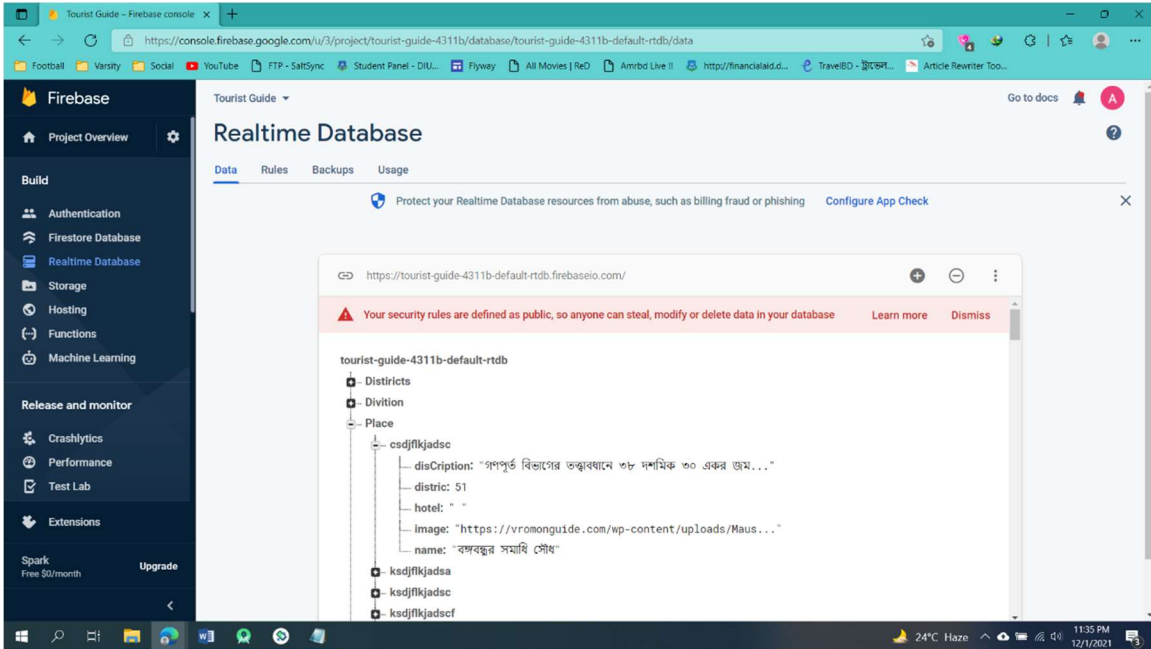 Tourist Guide – Firebase console
https://console.firebase.google.com/u/3/project/tourist-guide-4311b/database/tourist-guide-4311b-default-rtdb/data
Football Varsity Social YouTube FTP - SaltSync Student Panel - DIU... Flyway All Movies | ReD Amrbd Live !! http://financialaid.d... TravelBD - ট্রাভেল... Article Rewriter Too...
Firebase
Tourist Guide
Go to docs
A
Project Overview
Realtime Database
Data Rules Backups Usage
Build
Protect your Realtime Database resources from abuse, such as billing fraud or phishing Configure App Check
Authentication
Firestore Database
Realtime Database
Storage
Hosting
Functions
Machine Learning
Release and monitor
Crashlytics
Performance
Test Lab
Extensions
Spark
Free $0/month
Upgrade
https://tourist-guide-4311b-default-rtdb.firebaseio.com/
Your security rules are defined as public, so anyone can steal, modify or delete data in your database Learn more Dismiss
tourist-guide-4311b-default-rtdb
Distiricts
Divition
Place
csdjflkjadsc
disCription: "গণপূর্ত বিভাগের তত্ত্বাবধানে ৩৮ দশমিক ৩০ একর জম..."
distric: 51
hotel: " "
image: "https://vromonguide.com/wp-content/uploads/Maus..."
name: "বঙ্গবন্ধুর সমাধি সৌধ"
ksdjflkjadsa
ksdjflkjadsc
ksdjflkjadscf
24°C Haze
11:35 PM
12/1/2021
3